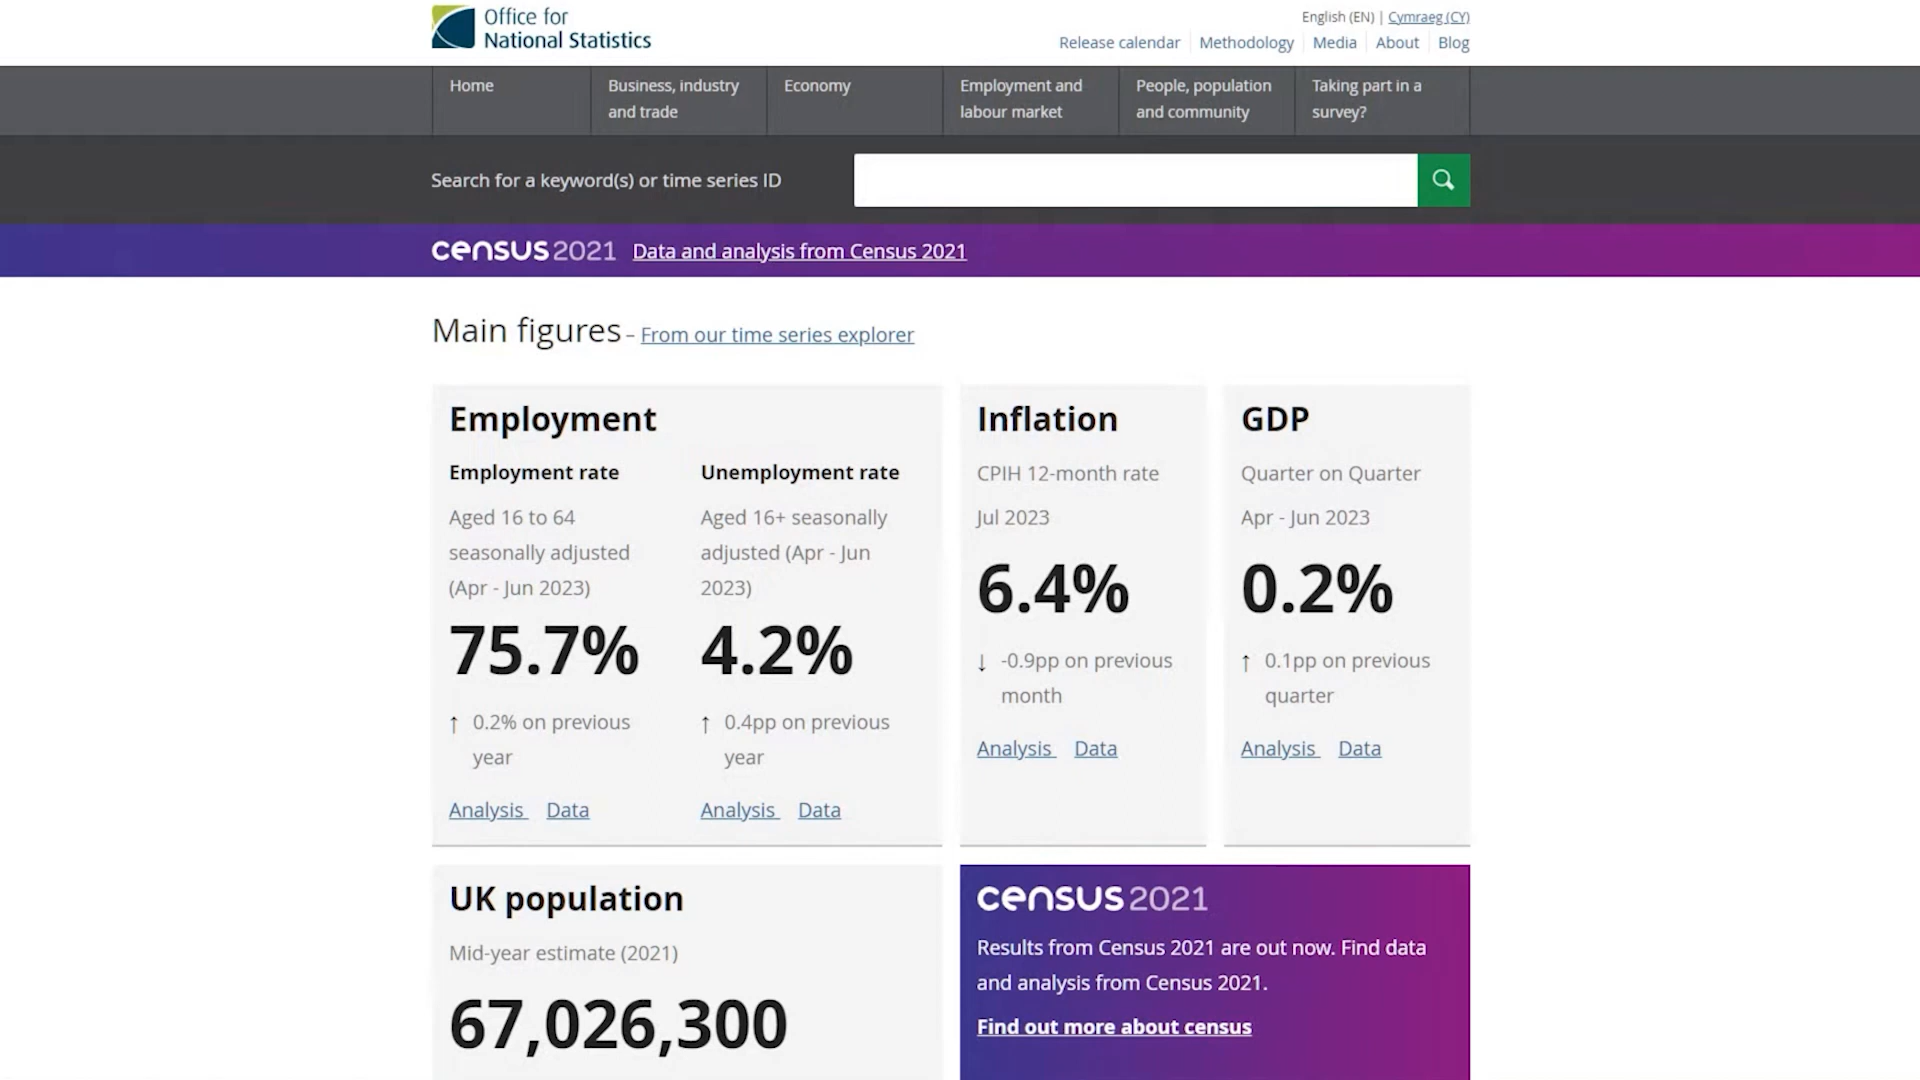 Office for
National Statistics
English (EN) | Cymraeg (CY)
Release calendar Methodology Media About Blog
Home
Business, industry
and trade
Economy
Employment and
labour market
People, population
and community
Taking part in a
survey?
Search for a keyword(s) or time series ID
census 2021 Data and analysis from Census 2021
Main figures – From our time series explorer
Employment
Employment rate
Aged 16 to 64
seasonally adjusted
(Apr - Jun 2023)
75.7%
↑ 0.2% on previous
year
Analysis Data
Unemployment rate
Aged 16+ seasonally
adjusted (Apr - Jun
2023)
4.2%
↑ 0.4pp on previous
year
Analysis Data
Inflation
CPIH 12-month rate
Jul 2023
6.4%
↓ -0.9pp on previous
month
Analysis Data
GDP
Quarter on Quarter
Apr - Jun 2023
0.2%
↑ 0.1pp on previous
quarter
Analysis Data
UK population
Mid-year estimate (2021)
67,026,300
census 2021
Results from Census 2021 are out now. Find data
and analysis from Census 2021.
Find out more about census